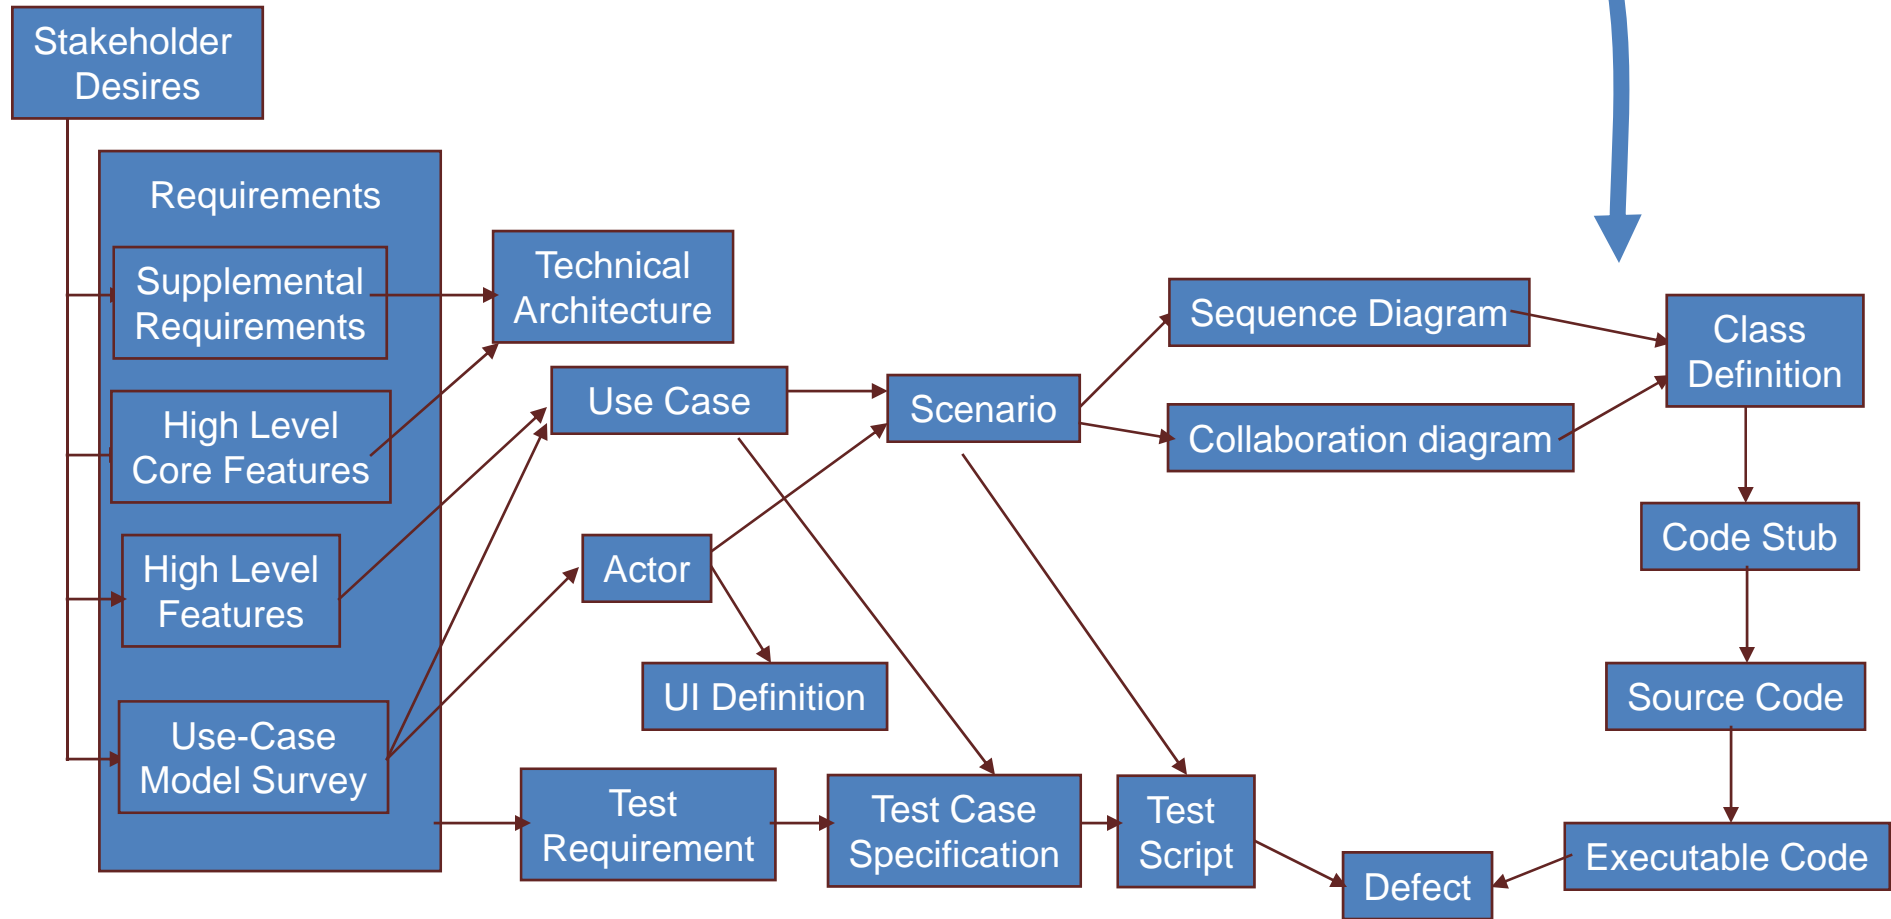 Stakeholder
Desires
Requirements
Supplemental
Requirements
High Level
Core Features
High Level
Features
Use-Case
Model Survey
Technical
Architecture
Use Case
Actor
UI Definition
Test
Requirement
Scenario
Test Case
Specification
Test
Script
Sequence Diagram
Collaboration diagram
Class
Definition
Code Stub
Source Code
Executable Code
Defect